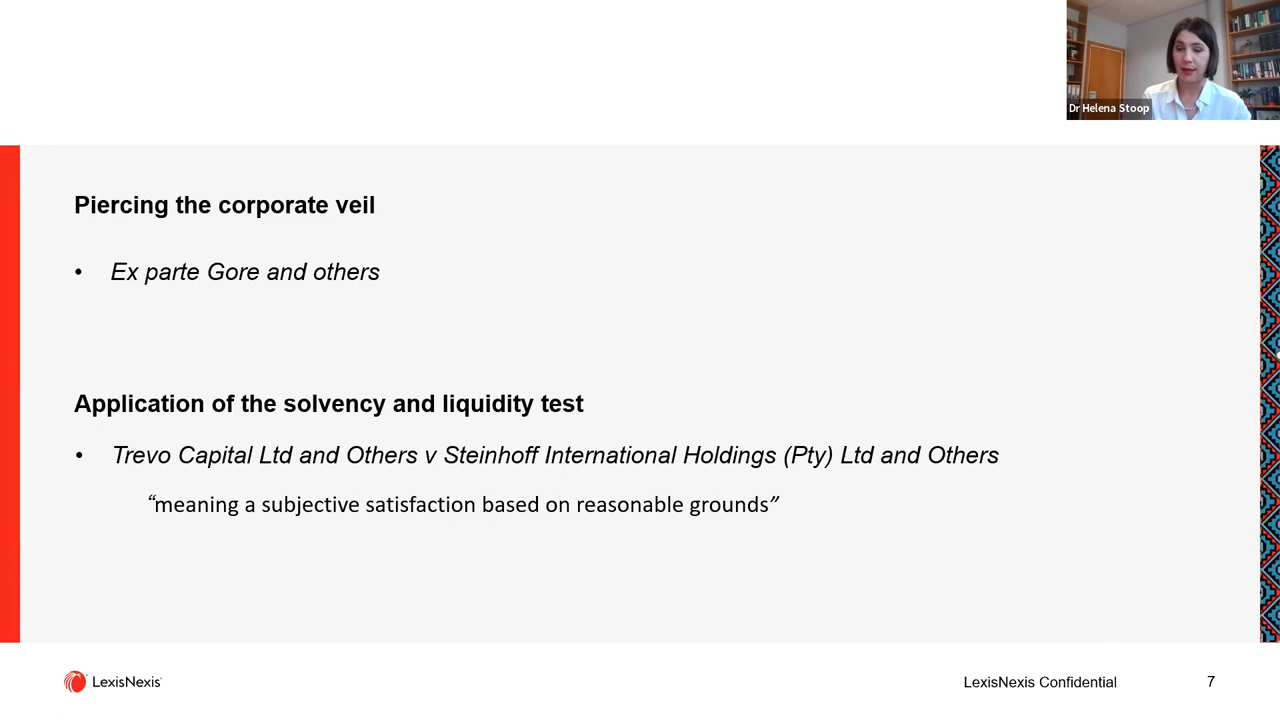 Dr Helena Stoop
Piercing the corporate veil
• Ex parte Gore and others
Application of the solvency and liquidity test
• Trevo Capital Ltd and Others v Steinhoff International Holdings (Pty) Ltd and Others
“meaning a subjective satisfaction based on reasonable grounds”
LexisNexis
LexisNexis Confidential
7